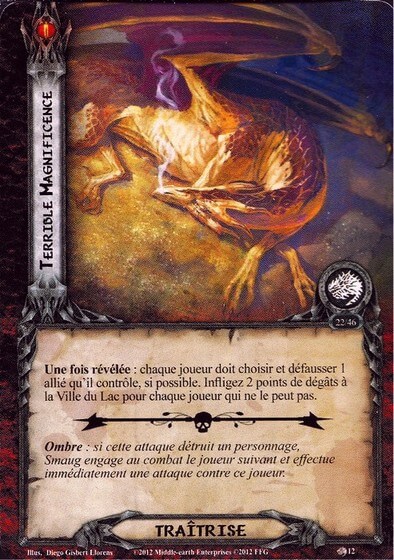 TERRIBLE MAGNIFICENCE
22/46
Une fois révélée : chaque joueur doit choisir et défausser 1
allié qu'il contrôle, si possible. Infligez 2 points de dégâts à
la Ville du Lac pour chaque joueur qui ne le peut pas.
Ombre : si cette attaque détruit un personnage,
Smaug engage au combat le joueur suivant et effectue
immédiatement une attaque contre ce joueur.
TRAÎTRISE
Illus. Diego Gisbert Llorens ©2012 Middle-earth Enterprises ©2012 FFG 12